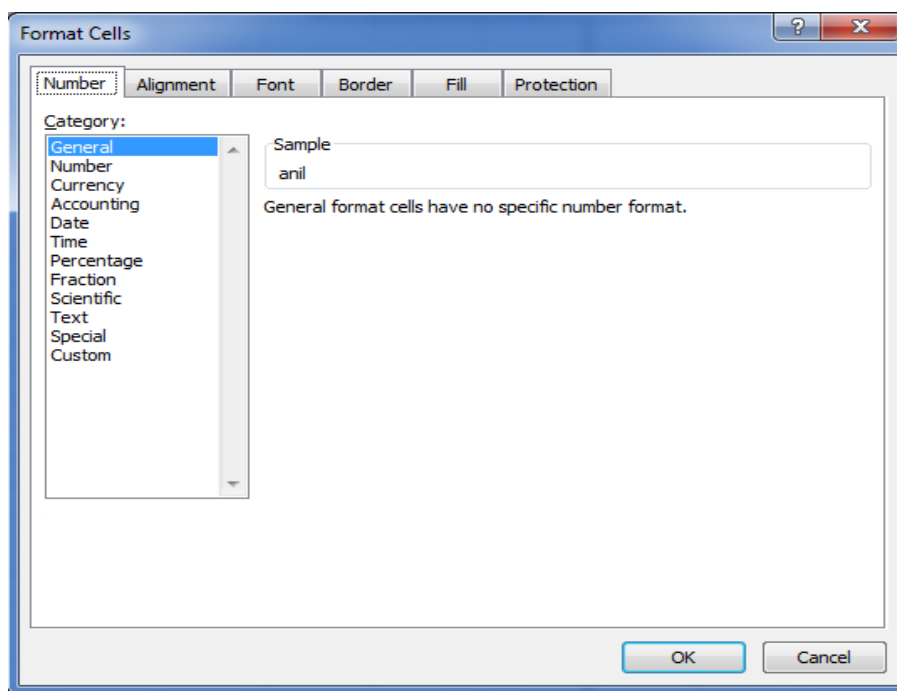 Format Cells
?
Number Alignment Font Border Fill Protection
Category:
General
Number
Currency
Accounting
Date
Time
Percentage
Fraction
Scientific
Text
Special
Custom
Sample
anil
General format cells have no specific number format.
OK Cancel